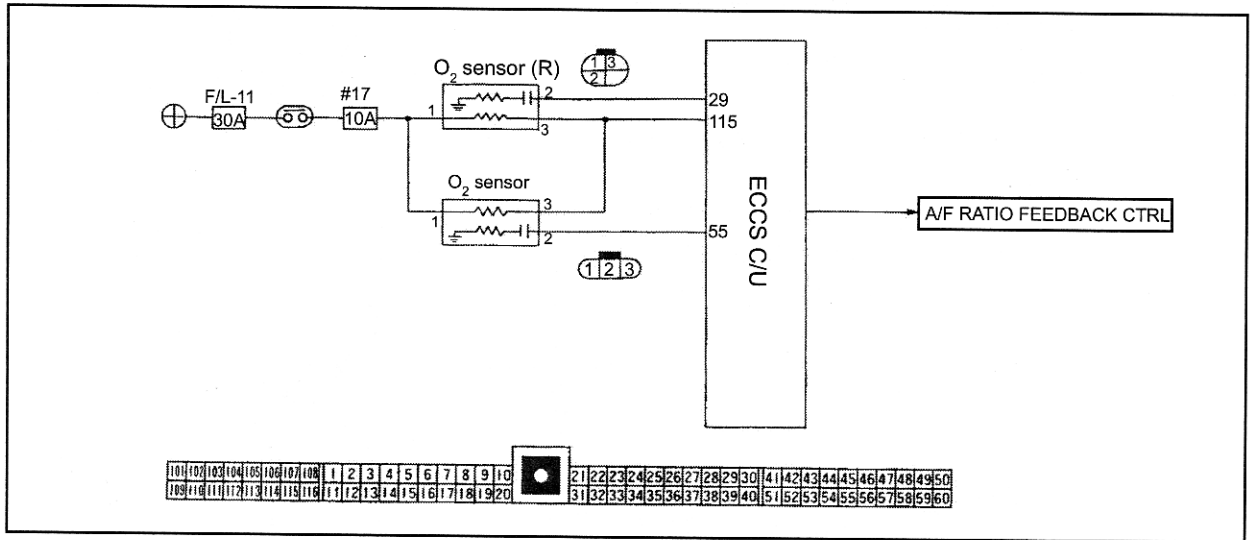 O2 sensor (R)
1 3
2
F/L-11
#17
30A
10A
1
2
3
29
115
O2 sensor
1
3
2
55
1 2 3
ECCS C/U
A/F RATIO FEEDBACK CTRL
101 102 103 104 105 106 107 108 1 2 3 4 5 6 7 8 9 10 21 22 23 24 25 26 27 28 29 30 41 42 43 44 45 46 47 48 49 50
109 110 111 112 113 114 115 116 11 12 13 14 15 16 17 18 19 20 31 32 33 34 35 36 37 38 39 40 51 52 53 54 55 56 57 58 59 60